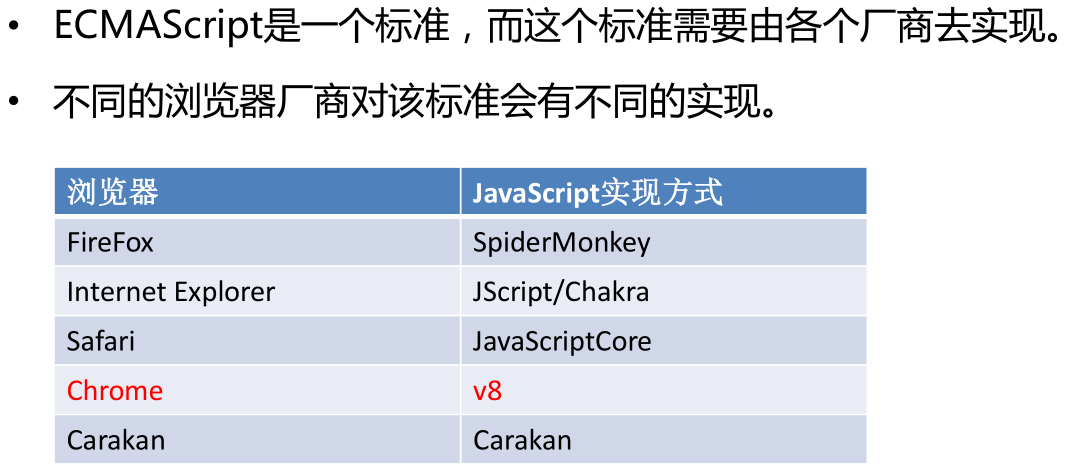 • ECMAScript是一个标准，而这个标准需要由各个厂商去实现。
• 不同的浏览器厂商对该标准会有不同的实现。
浏览器 JavaScript实现方式
FireFox SpiderMonkey
Internet Explorer JScript/Chakra
Safari JavaScriptCore
Chrome v8
Carakan Carakan